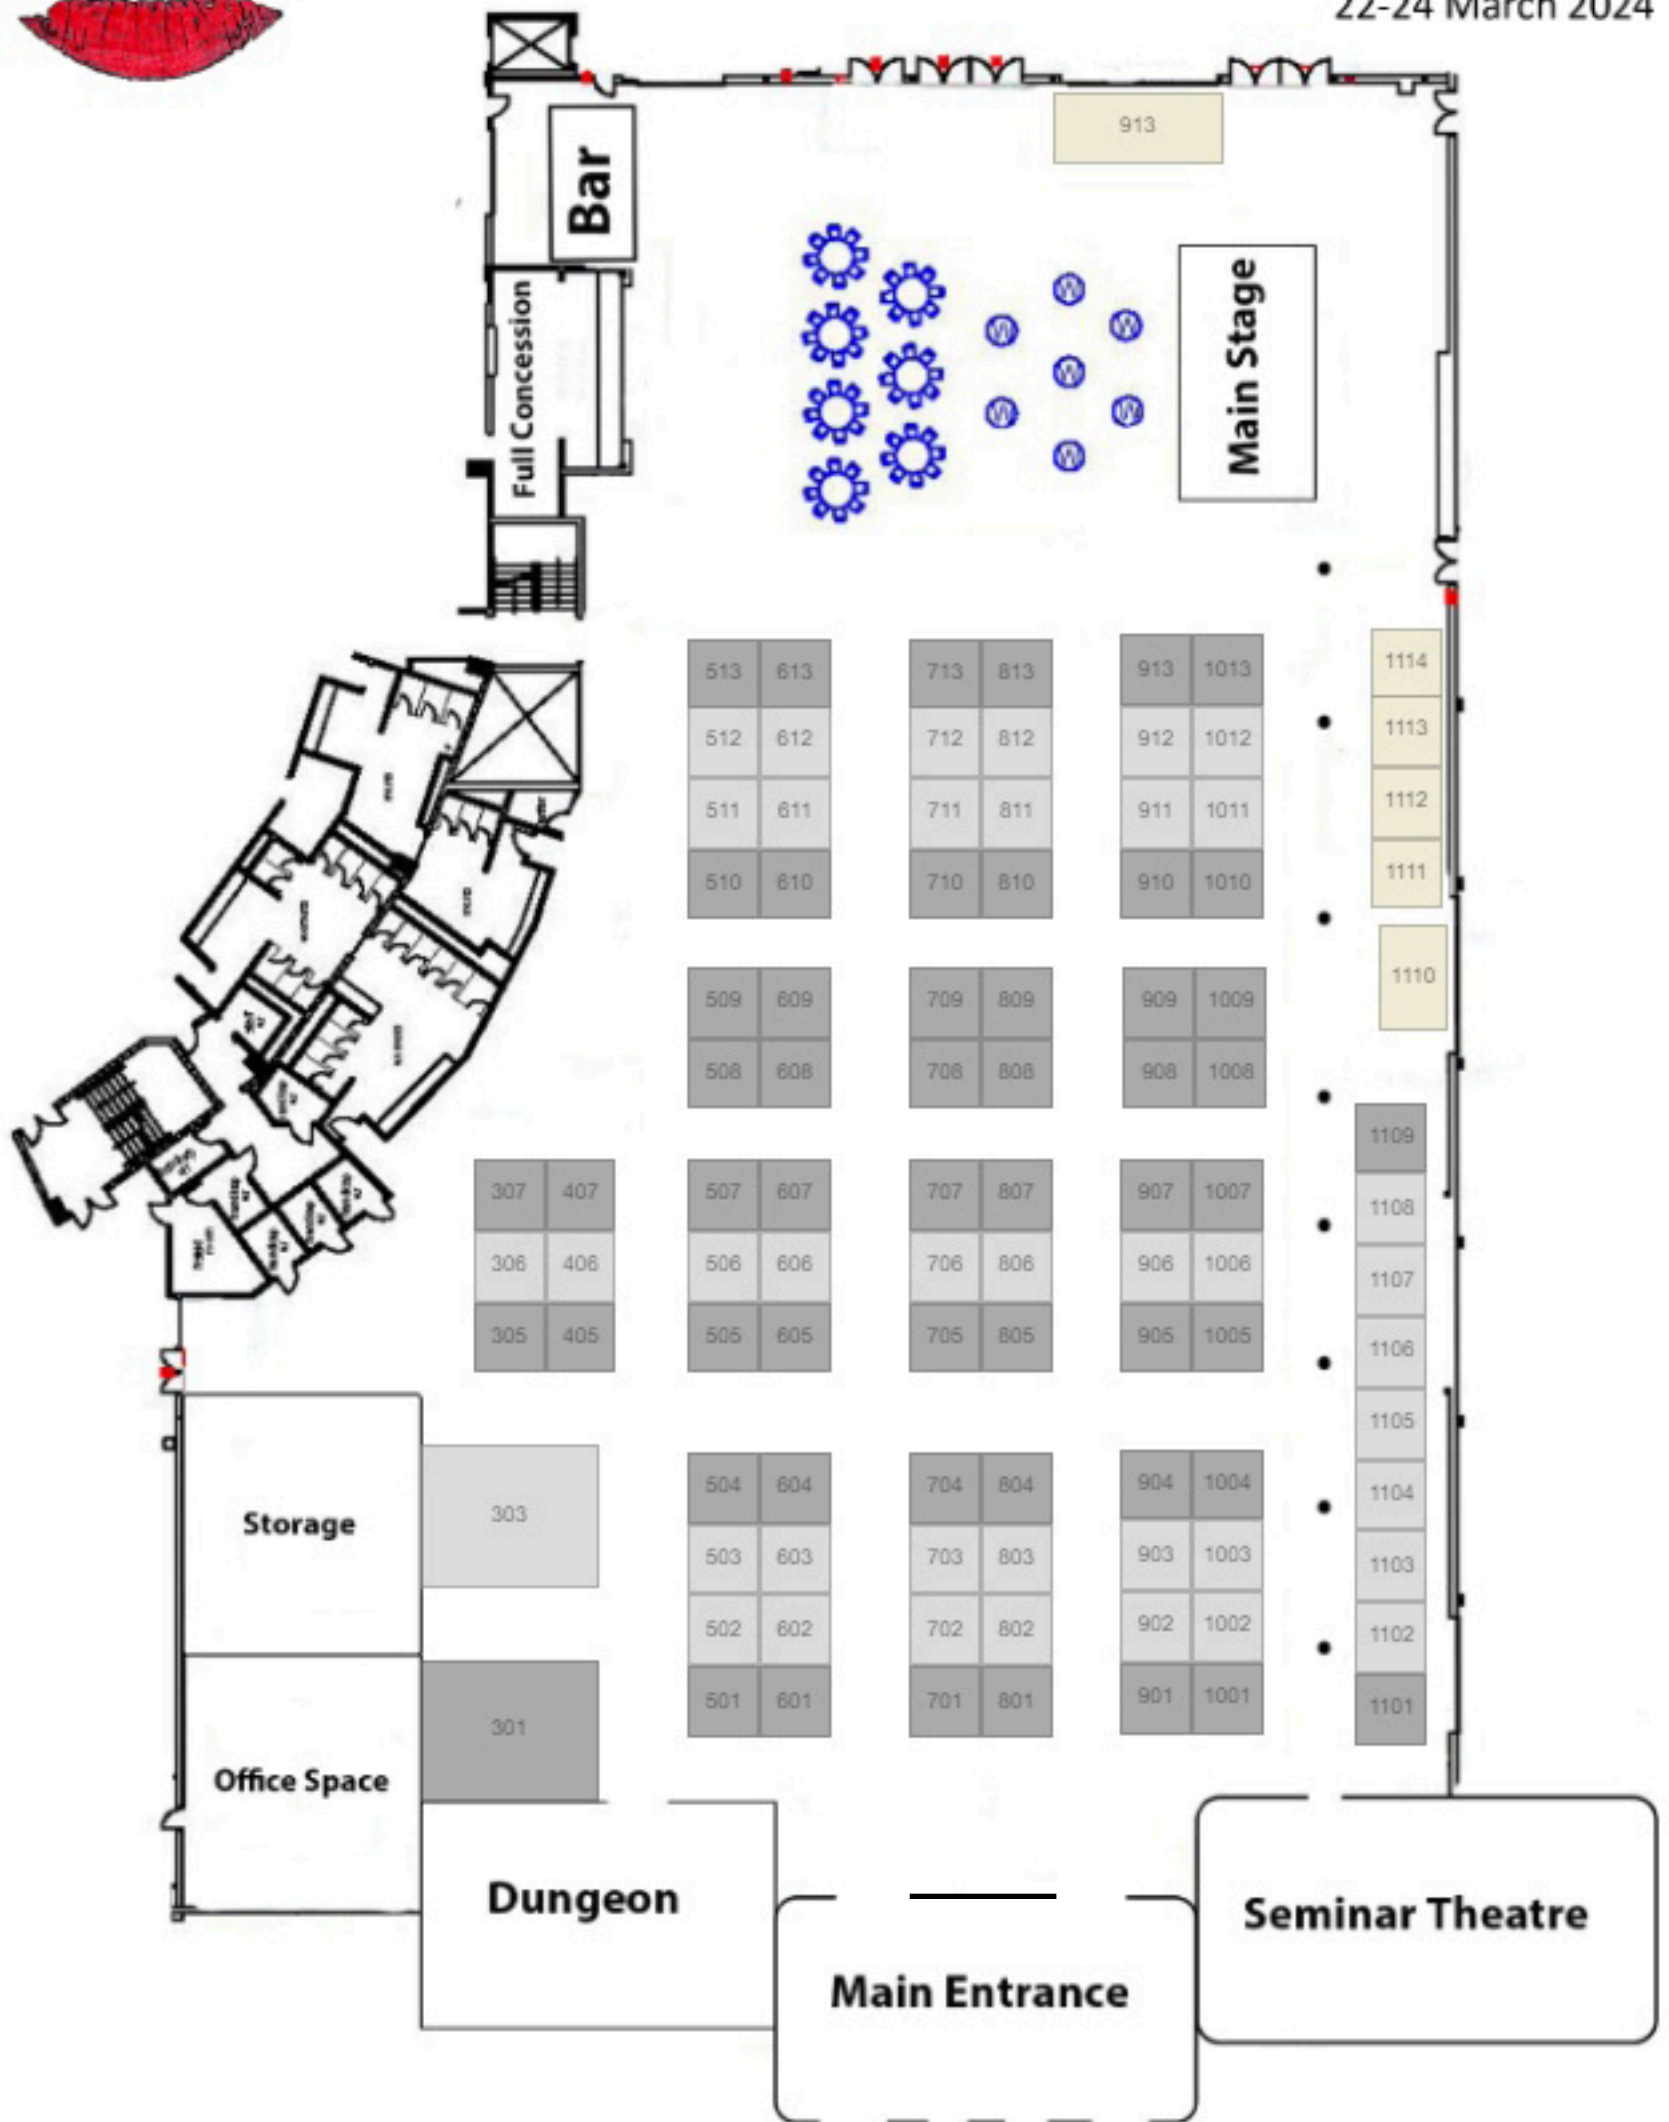 22-24 March 2024
913
Bar
Full Concession
Main Stage
513 613 713 813 913 1013 1114
512 612 712 812 912 1012 1113
511 611 711 811 911 1011 1112
510 610 710 810 910 1010 1111
1110
509 609 709 809 909 1009
508 608 708 808 908 1008
1109
307 407 507 607 707 807 907 1007 1108
306 406 506 606 706 806 906 1006 1107
305 405 505 605 705 805 905 1005 1106
1105
504 604 704 804 904 1004 1104
303
Storage
503 603 703 803 903 1003 1103
502 602 702 802 902 1002 1102
501 601 701 801 901 1001 1101
301
Office Space
Dungeon
Seminar Theatre
Main Entrance